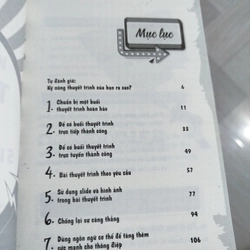 Mục lục
Tự đánh giá:
Kỹ năng thuyết trình của bạn ra sao? 6
1. Chuẩn bị một buổi
thuyết trình hoàn hảo 11
2. Để có buổi thuyết trình
trực tiếp thành công 33
3. Để có buổi thuyết trình
trực tuyến thành công 49
4. Bài thuyết trình theo yêu cầu 57
5. Sử dụng slide và hình ảnh
trong bài thuyết trình 77
6. Chống lại sự căng thẳng 94
7. Dùng ngôn ngữ cơ thể để tăng thêm
sức mạnh cho thông điệp 106